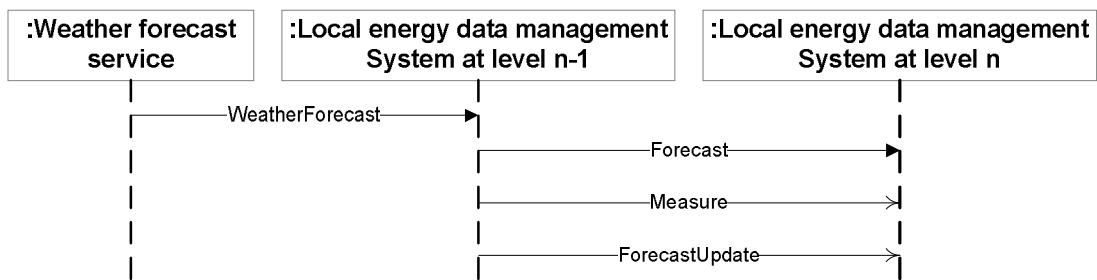 :Weather forecast
service
:Local energy data management
System at level n-1
:Local energy data management
System at level n
WeatherForecast
Forecast
Measure
ForecastUpdate